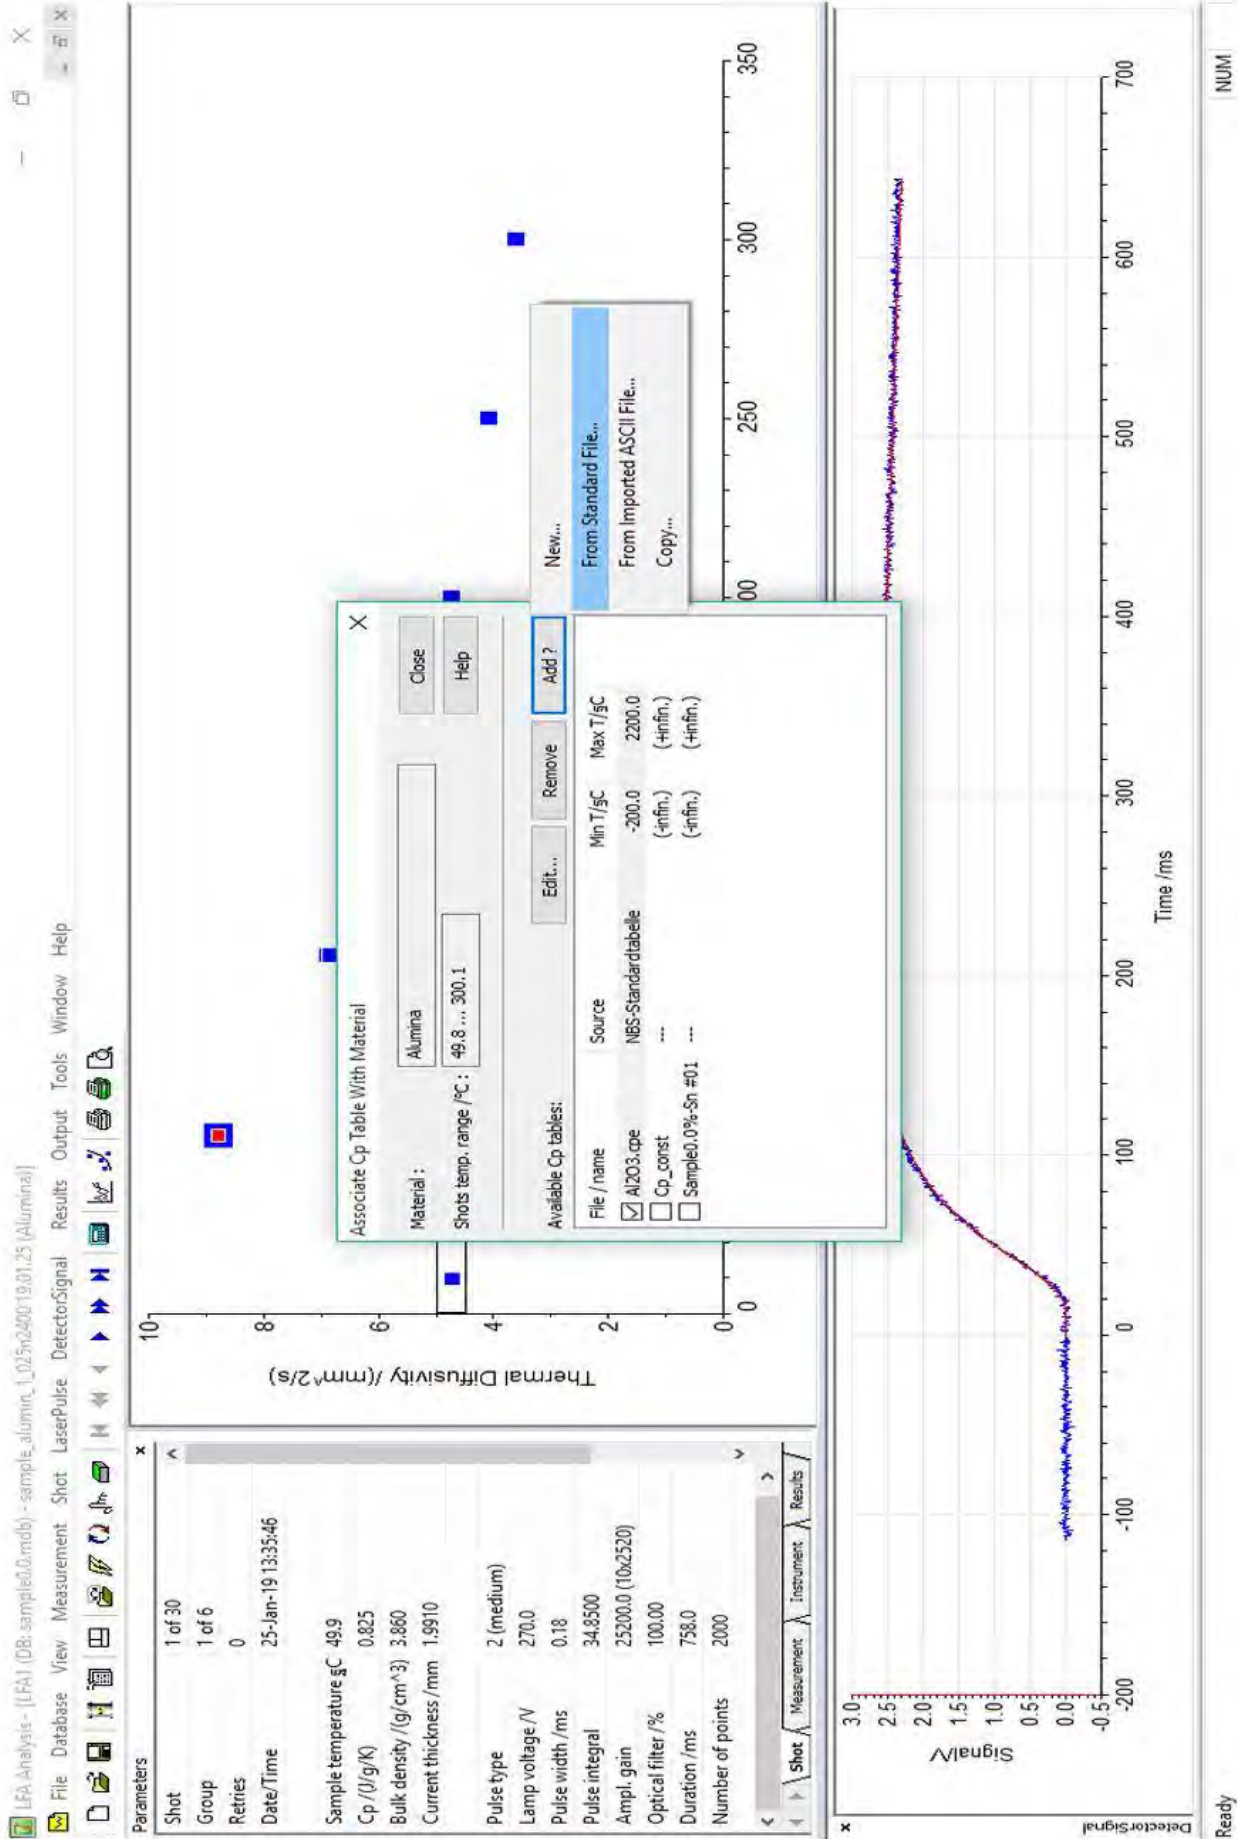 LFA Analysis - [LFA1 (DB: sample0.0.mdb) - sample_alumin_1_025n240019.01.25 (Alumina)]
File Database View Measurement Shot LaserPulse DetectorSignal Results Output Tools Window Help
Parameters
Shot 1 of 30
Group 1 of 6
Retries 0
Date/Time 25-Jan-19 13:35:46
Sample temperature §C 49.9
Cp /(J/g/K) 0.825
Bulk density /(g/cm^3) 3.860
Current thickness /mm 1.9910
Pulse type 2 (medium)
Lamp voltage /V 270.0
Pulse width /ms 0.18
Pulse integral 34.8500
Ampl. gain 25200.0 (10x2520)
Optical filter /% 100.00
Duration /ms 758.0
Number of points 2000
Shot Measurement Instrument Results
Thermal Diffusivity /(mm^2/s)
10
8
6
4
2
0
0 00 250 300 350
Associate Cp Table With Material
Material : Alumina Close
Shots temp. range /°C : 49.8 ... 300.1 Help
Available Cp tables: Edit... Remove Add ?
File / name Source Min T/§C Max T/§C
Al2O3.cpe NBS-Standardtabelle -200.0 2200.0
Cp_const --- (-infin.) (+infin.)
Sample0.0%-Sn #01 --- (-infin.) (+infin.)
New...
From Standard File...
From Imported ASCII File...
Copy...
DetectorSignal
Signal/V
3.0
2.5
2.0
1.5
1.0
0.5
0.0
-0.5
-200 -100 0 100 200 300 400 500 600 700
Time /ms
Ready NUM